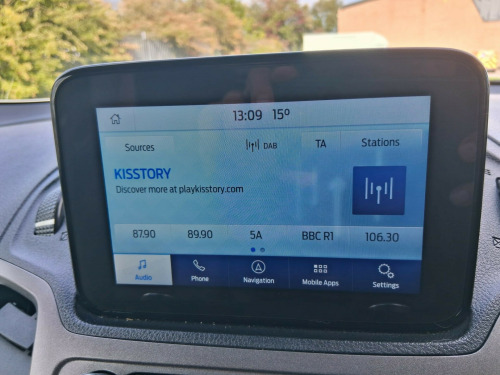 13:09 15º
Sources DAB TA Stations
KISSTORY
Discover more at playkisstory.com
87.90 89.90 5A BBC R1 106.30
Audio Phone Navigation Mobile Apps Settings